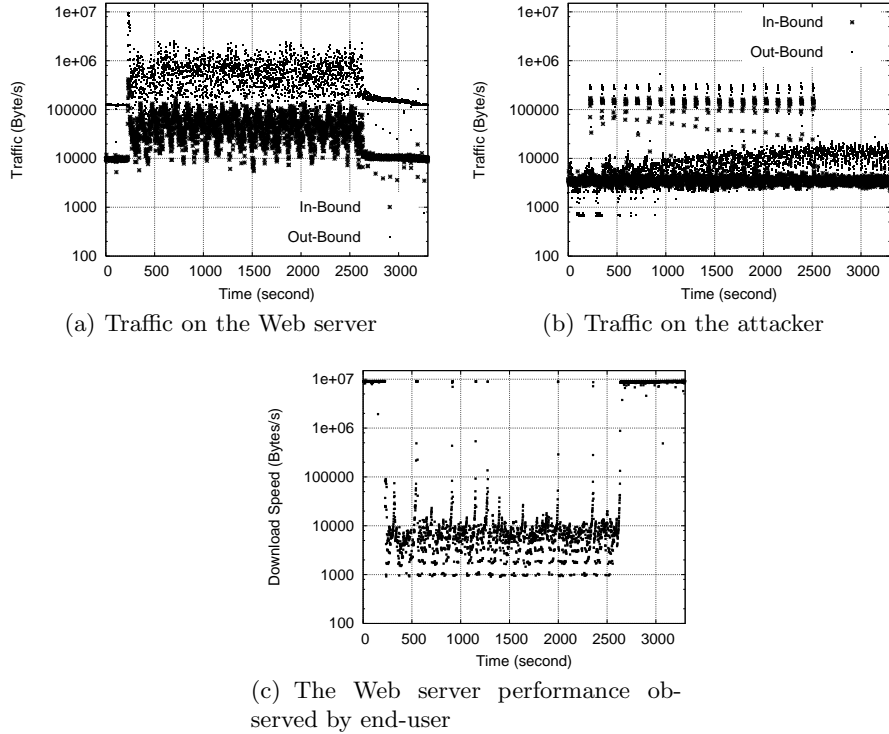 1e+07
1e+06
100000
10000
1000
100
0 500 1000 1500 2000 2500 3000
Traffic (Byte/s)
Time (second)
In-Bound
Out-Bound
(a) Traffic on the Web server
1e+07
1e+06
100000
10000
1000
100
0 500 1000 1500 2000 2500 3000
Traffic (Byte/s)
Time (second)
In-Bound
Out-Bound
(b) Traffic on the attacker
1e+07
1e+06
100000
10000
1000
100
0 500 1000 1500 2000 2500 3000
Download Speed (Bytes/s)
Time (second)
(c) The Web server performance ob-
served by end-user